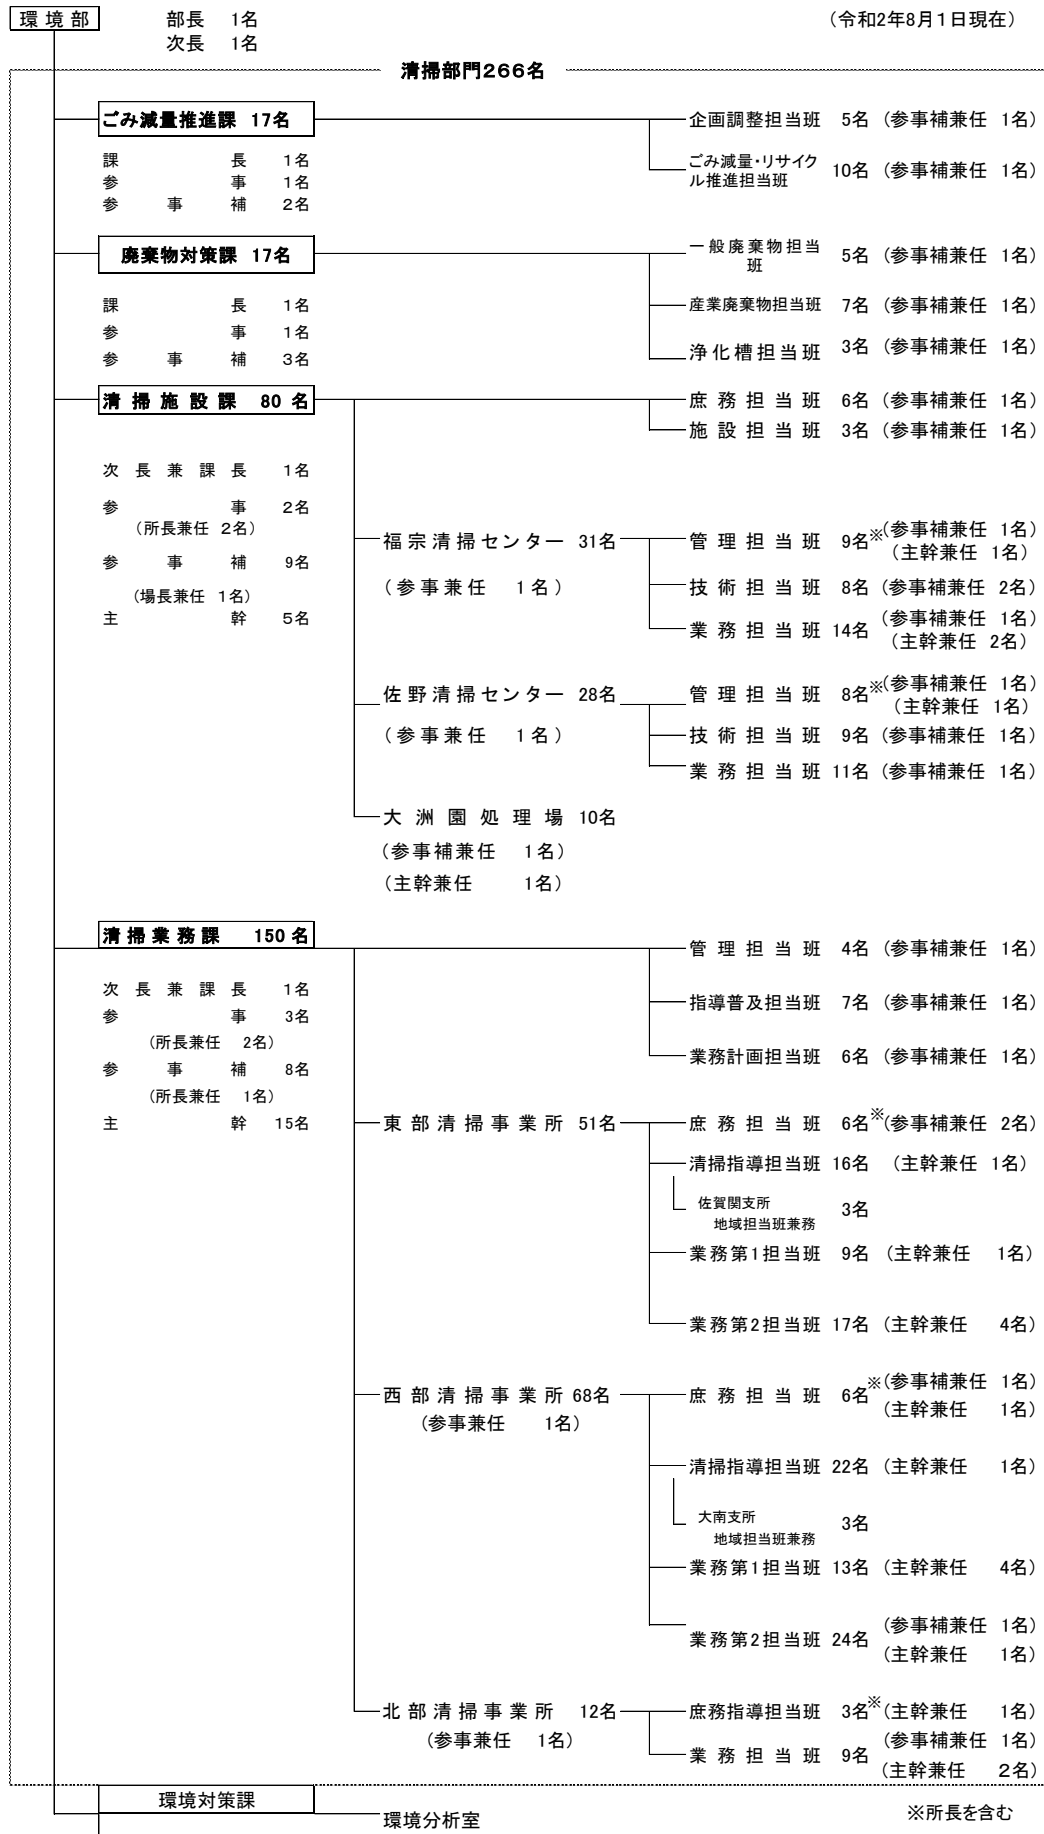 環境部 部長 1名 (令和2年8月1日現在)
次長 1名
清掃部門266名
ごみ減量推進課 17名 企画調整担当班 5名 (参事補兼任 1名)
課長 1名
参事 1名
参事補 2名
ごみ減量・リサイク
ル推進担当班 10名 (参事補兼任 1名)
廃棄物対策課 17名 一般廃棄物担当
班 5名 (参事補兼任 1名)
課長 1名 産業廃棄物担当班 7名 (参事補兼任 1名)
参事 1名
参事補 3名 浄化槽担当班 3名 (参事補兼任 1名)
清掃施設課 80名 庶務担当班 6名 (参事補兼任 1名)
施設担当班 3名 (参事補兼任 1名)
次長兼課長 1名
参事 2名
(所長兼任 2名)
参事補 9名
(場長兼任 1名)
主幹 5名
福宗清掃センター 31名 管理担当班 9名※(参事補兼任 1名)
(主幹兼任 1名)
(参事兼任 1名) 技術担当班 8名 (参事補兼任 2名)
業務担当班 14名 (参事補兼任 1名)
(主幹兼任 2名)
佐野清掃センター 28名 管理担当班 8名※(参事補兼任 1名)
(主幹兼任 1名)
(参事兼任 1名) 技術担当班 9名 (参事補兼任 1名)
業務担当班 11名 (参事補兼任 1名)
大洲園処理場 10名
(参事補兼任 1名)
(主幹兼任 1名)
清掃業務課 150名 管理担当班 4名 (参事補兼任 1名)
次長兼課長 1名
参事 3名
(所長兼任 2名)
参事補 8名
(所長兼任 1名)
主幹 15名
指導普及担当班 7名 (参事補兼任 1名)
業務計画担当班 6名 (参事補兼任 1名)
東部清掃事業所 51名 庶務担当班 6名※(参事補兼任 2名)
清掃指導担当班 16名 (主幹兼任 1名)
佐賀関支所
地域担当班兼務 3名
業務第1担当班 9名 (主幹兼任 1名)
業務第2担当班 17名 (主幹兼任 4名)
西部清掃事業所 68名 庶務担当班 6名※(参事補兼任 1名)
(参事兼任 1名) (主幹兼任 1名)
清掃指導担当班 22名 (主幹兼任 1名)
大南支所
地域担当班兼務 3名
業務第1担当班 13名 (主幹兼任 4名)
業務第2担当班 24名 (参事補兼任 1名)
(主幹兼任 1名)
北部清掃事業所 12名 庶務指導担当班 3名※(主幹兼任 1名)
(参事兼任 1名) 業務担当班 9名 (参事補兼任 1名)
(主幹兼任 2名)
環境対策課
環境分析室 ※所長を含む